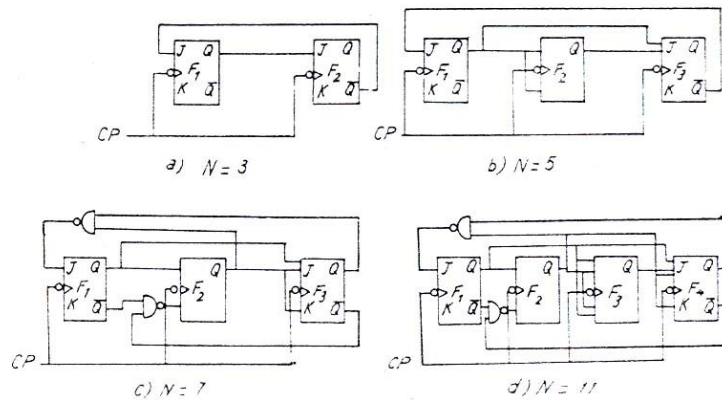 J Q
F1
K Q̅
J Q
F2
K Q̅
CP
a) N = 3
J Q
F1
K Q̅
Q
F2
J Q
F3
K Q̅
CP
b) N = 5
J Q
F1
K Q̅
Q
F2
J Q
F3
K Q̅
CP
c) N = 7
J Q
F1
K Q̅
Q
F2
Q
F3
J Q
F4
K Q̅
CP
d) N = 11